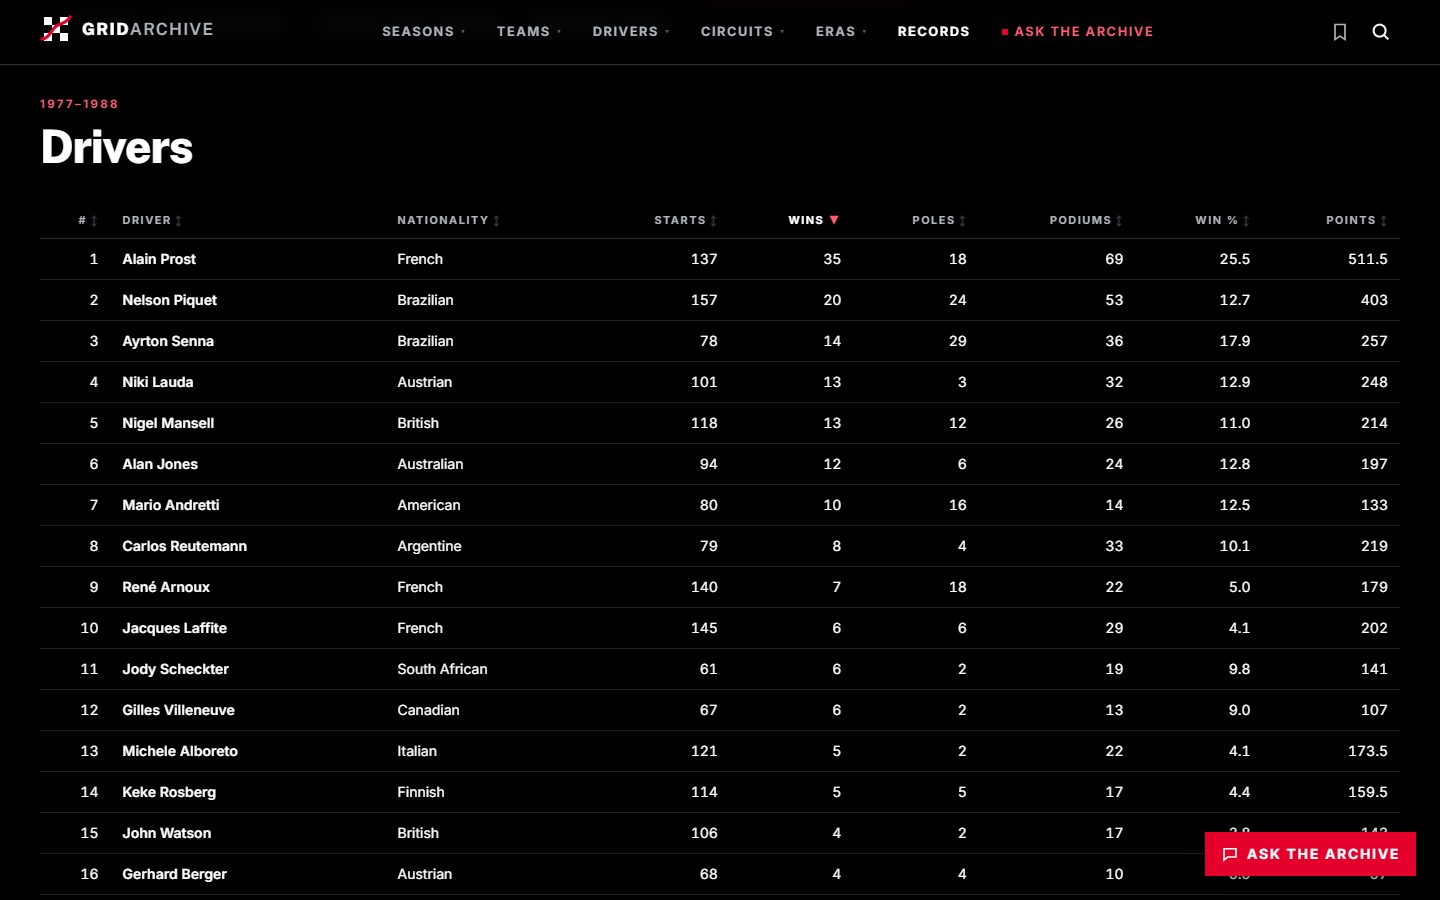 GRIDARCHIVE SEASONS TEAMS DRIVERS CIRCUITS ERAS RECORDS ASK THE ARCHIVE
1977–1988
Drivers
# DRIVER NATIONALITY STARTS WINS POLES PODIUMS WIN % POINTS
1 Alain Prost French 137 35 18 69 25.5 511.5
2 Nelson Piquet Brazilian 157 20 24 53 12.7 403
3 Ayrton Senna Brazilian 78 14 29 36 17.9 257
4 Niki Lauda Austrian 101 13 3 32 12.9 248
5 Nigel Mansell British 118 13 12 26 11.0 214
6 Alan Jones Australian 94 12 6 24 12.8 197
7 Mario Andretti American 80 10 16 14 12.5 133
8 Carlos Reutemann Argentine 79 8 4 33 10.1 219
9 René Arnoux French 140 7 18 22 5.0 179
10 Jacques Laffite French 145 6 6 29 4.1 202
11 Jody Scheckter South African 61 6 2 19 9.8 141
12 Gilles Villeneuve Canadian 67 6 2 13 9.0 107
13 Michele Alboreto Italian 121 5 2 22 4.1 173.5
14 Keke Rosberg Finnish 114 5 5 17 4.4 159.5
15 John Watson British 106 4 2 17
16 Gerhard Berger Austrian 68 4 4 10
ASK THE ARCHIVE